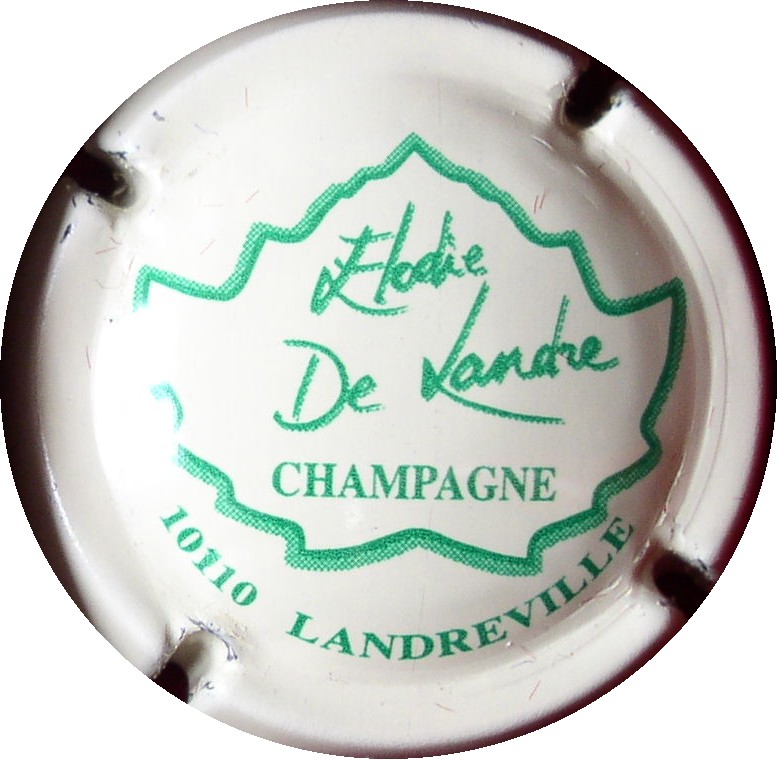 Elodie
De Landre
CHAMPAGNE
10110 LANDREVILLE